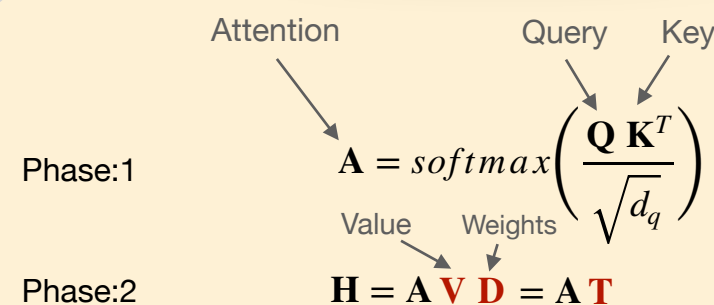 Attention Query Key
Phase:1 A = softmax(Q K^T / √d_q)
Value Weights
Phase:2 H = A V D = A T